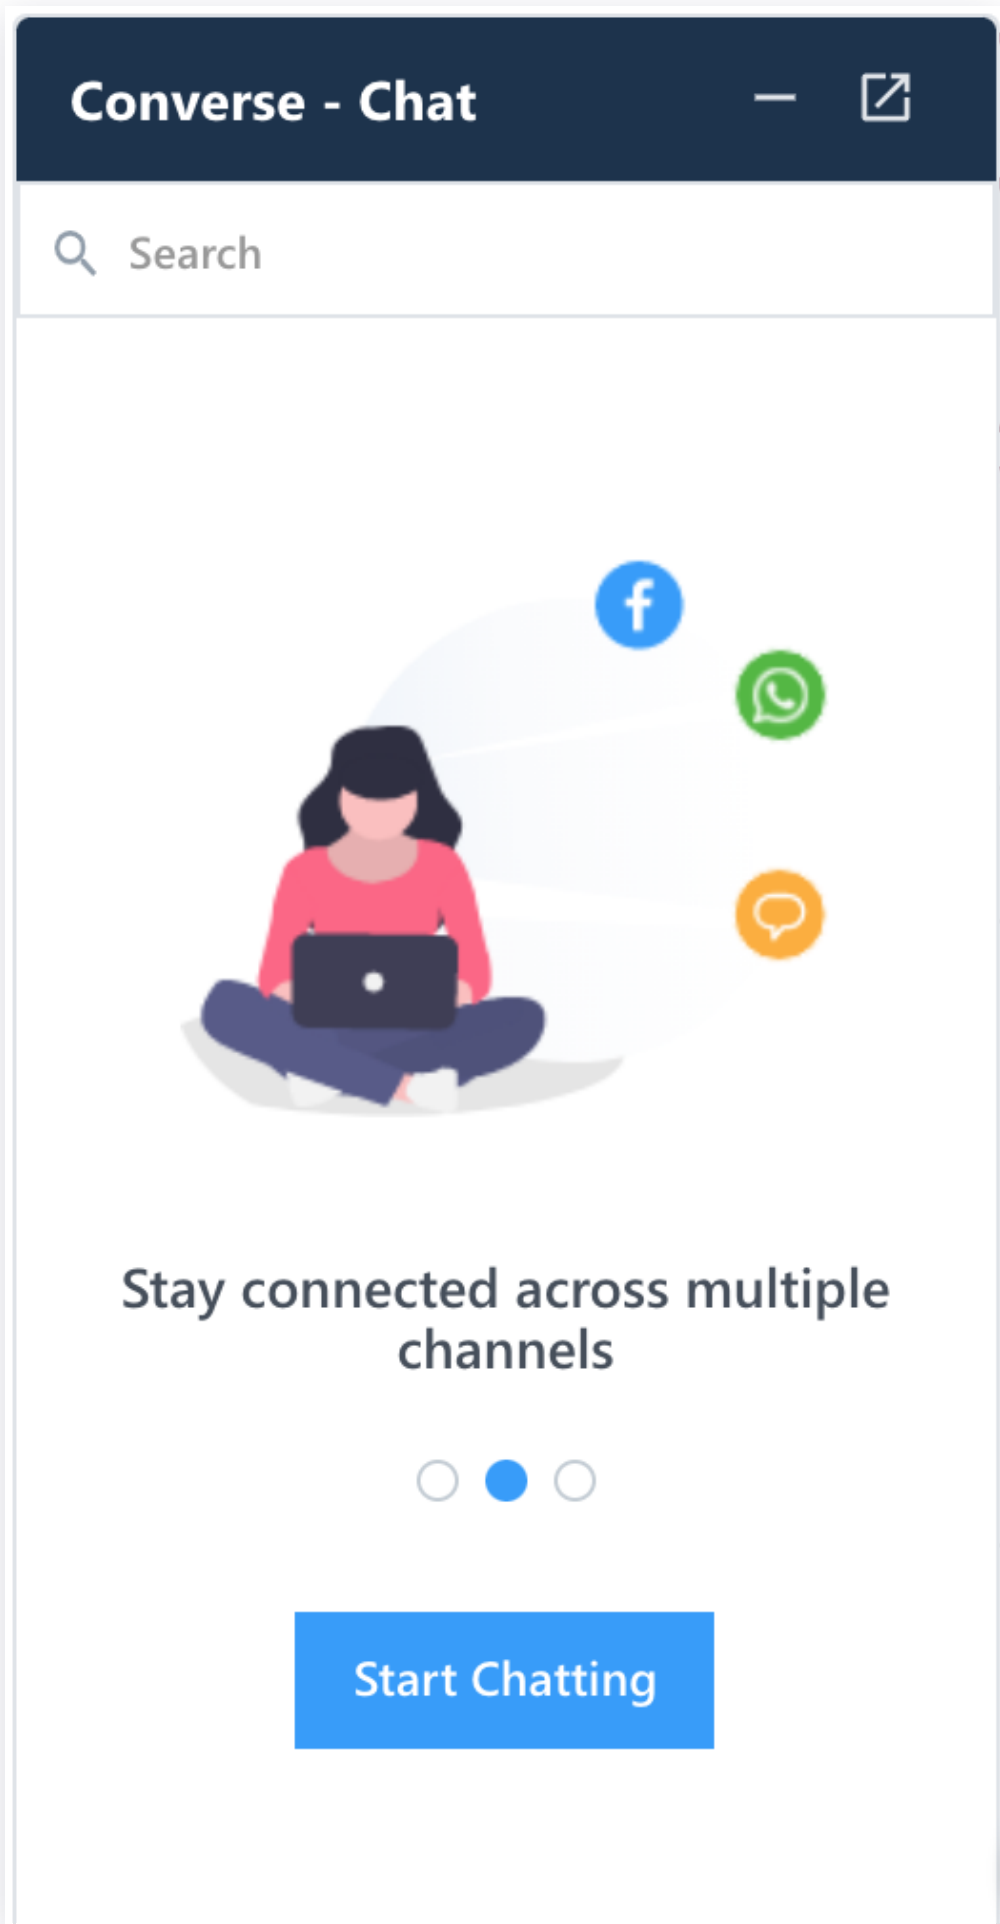 Converse - Chat
Search
Stay connected across multiple
channels
Start Chatting